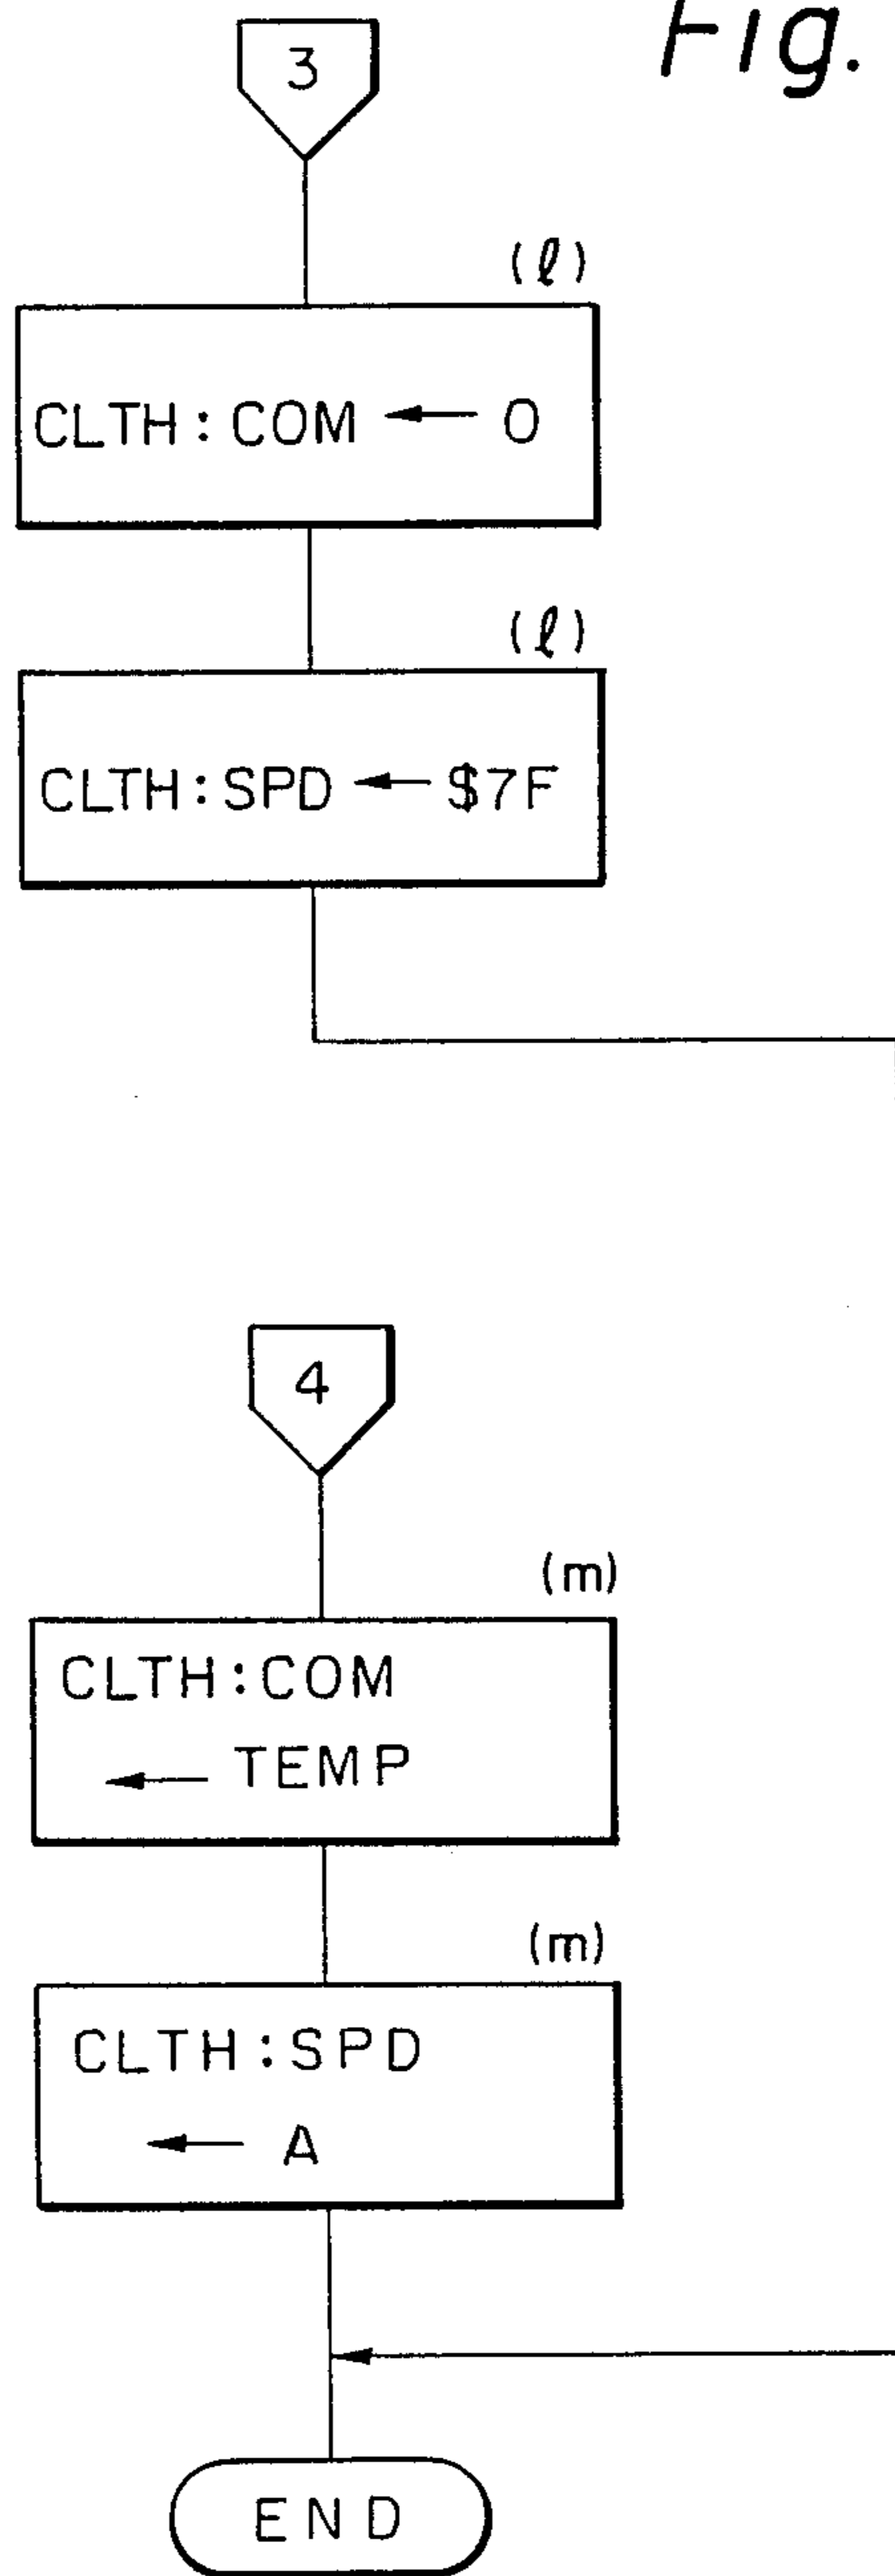 Fig.
3
(ℓ)
CLTH:COM ← 0
(ℓ)
CLTH:SPD ← $7F
4
(m)
CLTH:COM
← TEMP
(m)
CLTH:SPD
← A
END